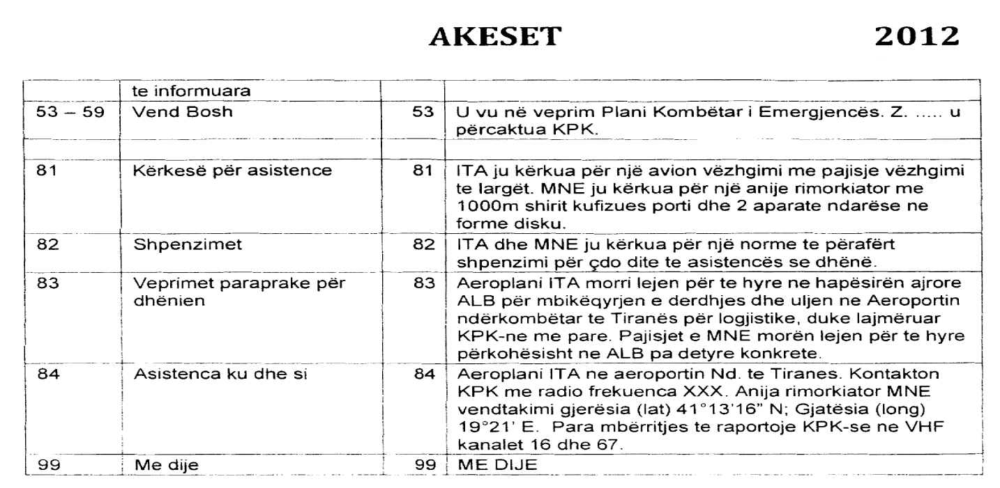 AKESET 2012
te informuara
53 – 59 Vend Bosh 53 U vu në veprim Plani Kombëtar i Emergjencës. Z. ..... u
përcaktua KPK.
81 Kërkesë për asistence 81 ITA ju kërkua për një avion vëzhgimi me pajisje vëzhgimi
te largët. MNE ju kërkua për një anije rimorkiator me
1000m shirit kufizues porti dhe 2 aparate ndarëse ne
forme disku.
82 Shpenzimet 82 ITA dhe MNE ju kërkua për një norme te përafërt
shpenzimi për çdo dite te asistencës se dhënë.
83 Veprimet paraprake për 83 Aeroplani ITA morri lejen për te hyre ne hapësirën ajrore
dhënien ALB për mbikëqyrjen e derdhjes dhe uljen ne Aeroportin
ndërkombëtar te Tiranës për logjistike, duke lajmëruar
KPK-ne me pare. Pajisjet e MNE morën lejen për te hyre
përkohësisht ne ALB pa detyre konkrete.
84 Asistenca ku dhe si 84 Aeroplani ITA ne aeroportin Nd. te Tiranes. Kontakton
KPK me radio frekuenca XXX. Anija rimorkiator MNE
vendtakimi gjerësia (lat) 41°13'16" N; Gjatësia (long)
19°21' E. Para mbërritjes te raportoje KPK-se ne VHF
kanalet 16 dhe 67.
99 Me dije 99 ME DIJE